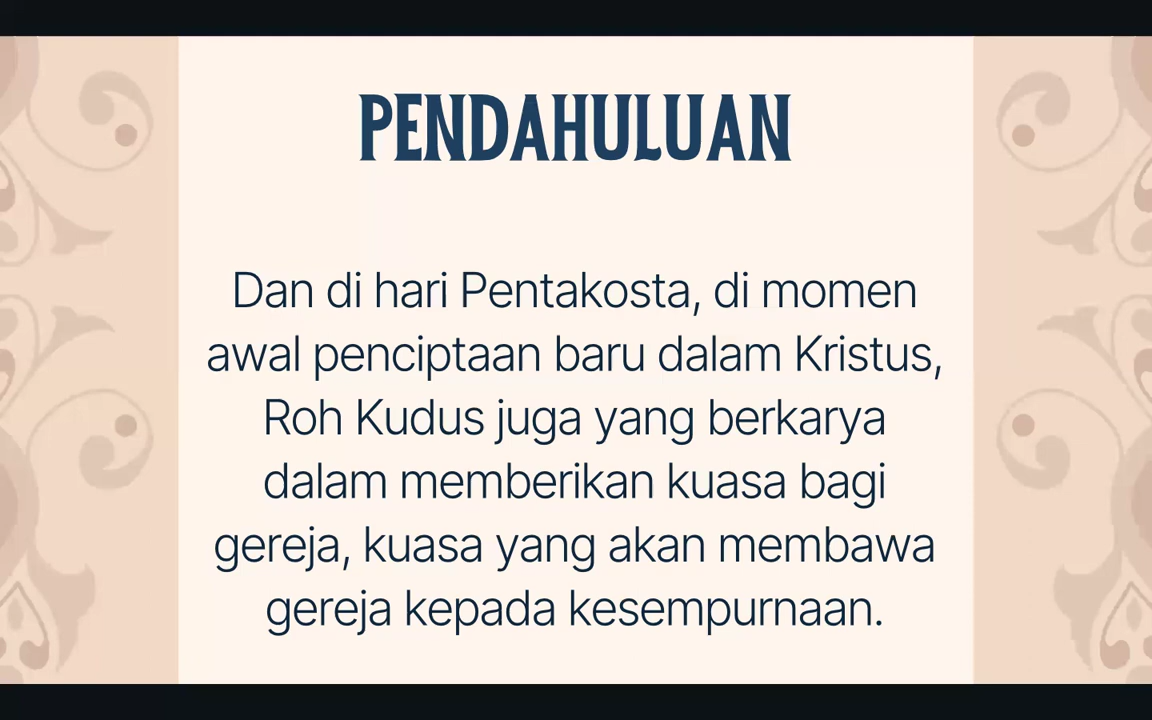 PENDAHULUAN
Dan di hari Pentakosta, di momen
awal penciptaan baru dalam Kristus,
Roh Kudus juga yang berkarya
dalam memberikan kuasa bagi
gereja, kuasa yang akan membawa
gereja kepada kesempurnaan.